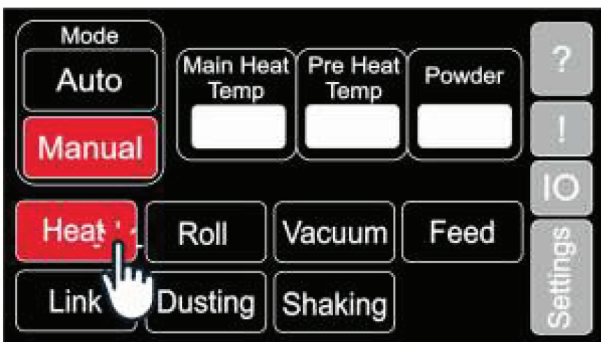 Mode
Auto
Manual
Main Heat
Temp
Pre Heat
Temp
Powder
?
!
IO
Settings
Heat
Roll
Vacuum
Feed
Link
Dusting
Shaking